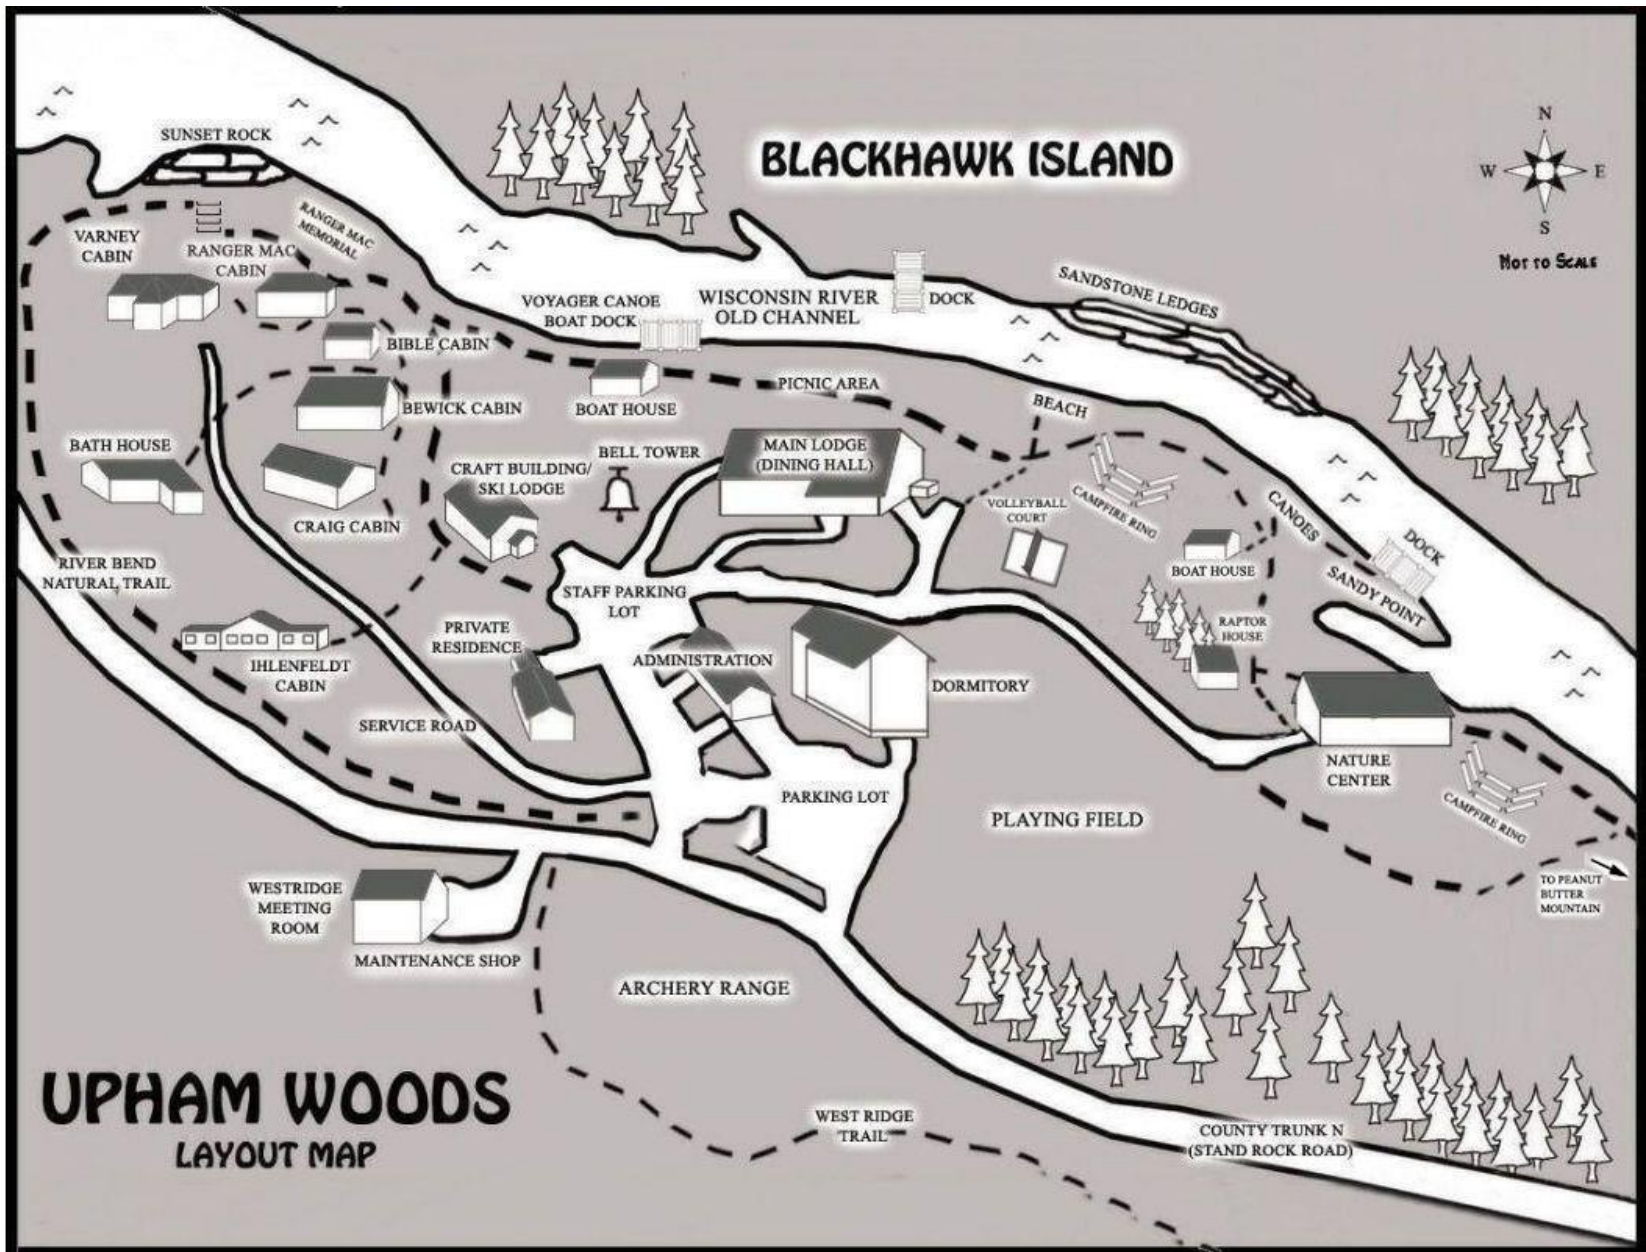 SUNSET ROCK
BLACKHAWK ISLAND
N
W
E
S
NOT TO SCALE
VARNEY
CABIN
RANGER MAC
CABIN
RANGER MAC
MEMORIAL
VOYAGER CANOE
BOAT DOCK
WISCONSIN RIVER
OLD CHANNEL
DOCK
SANDSTONE LEDGES
BIBLE CABIN
BEWICK CABIN
BOAT HOUSE
PICNIC AREA
BEACH
BATH HOUSE
CRAFT BUILDING/
SKI LODGE
BELL TOWER
MAIN LODGE
(DINING HALL)
VOLLEYBALL
COURT
CAMPFIRE RING
CANOES
DOCK
CRAIG CABIN
BOAT HOUSE
SANDY POINT
RIVER BEND
NATURAL TRAIL
STAFF PARKING
LOT
RAPTOR
HOUSE
PRIVATE
RESIDENCE
ADMINISTRATION
DORMITORY
IHLENFELDT
CABIN
SERVICE ROAD
NATURE
CENTER
PARKING LOT
PLAYING FIELD
CAMPFIRE RING
TO PEANUT
BUTTER
MOUNTAIN
WESTRIDGE
MEETING
ROOM
MAINTENANCE SHOP
ARCHERY RANGE
UPHAM WOODS
LAYOUT MAP
WEST RIDGE
TRAIL
COUNTY TRUNK N
(STAND ROCK ROAD)